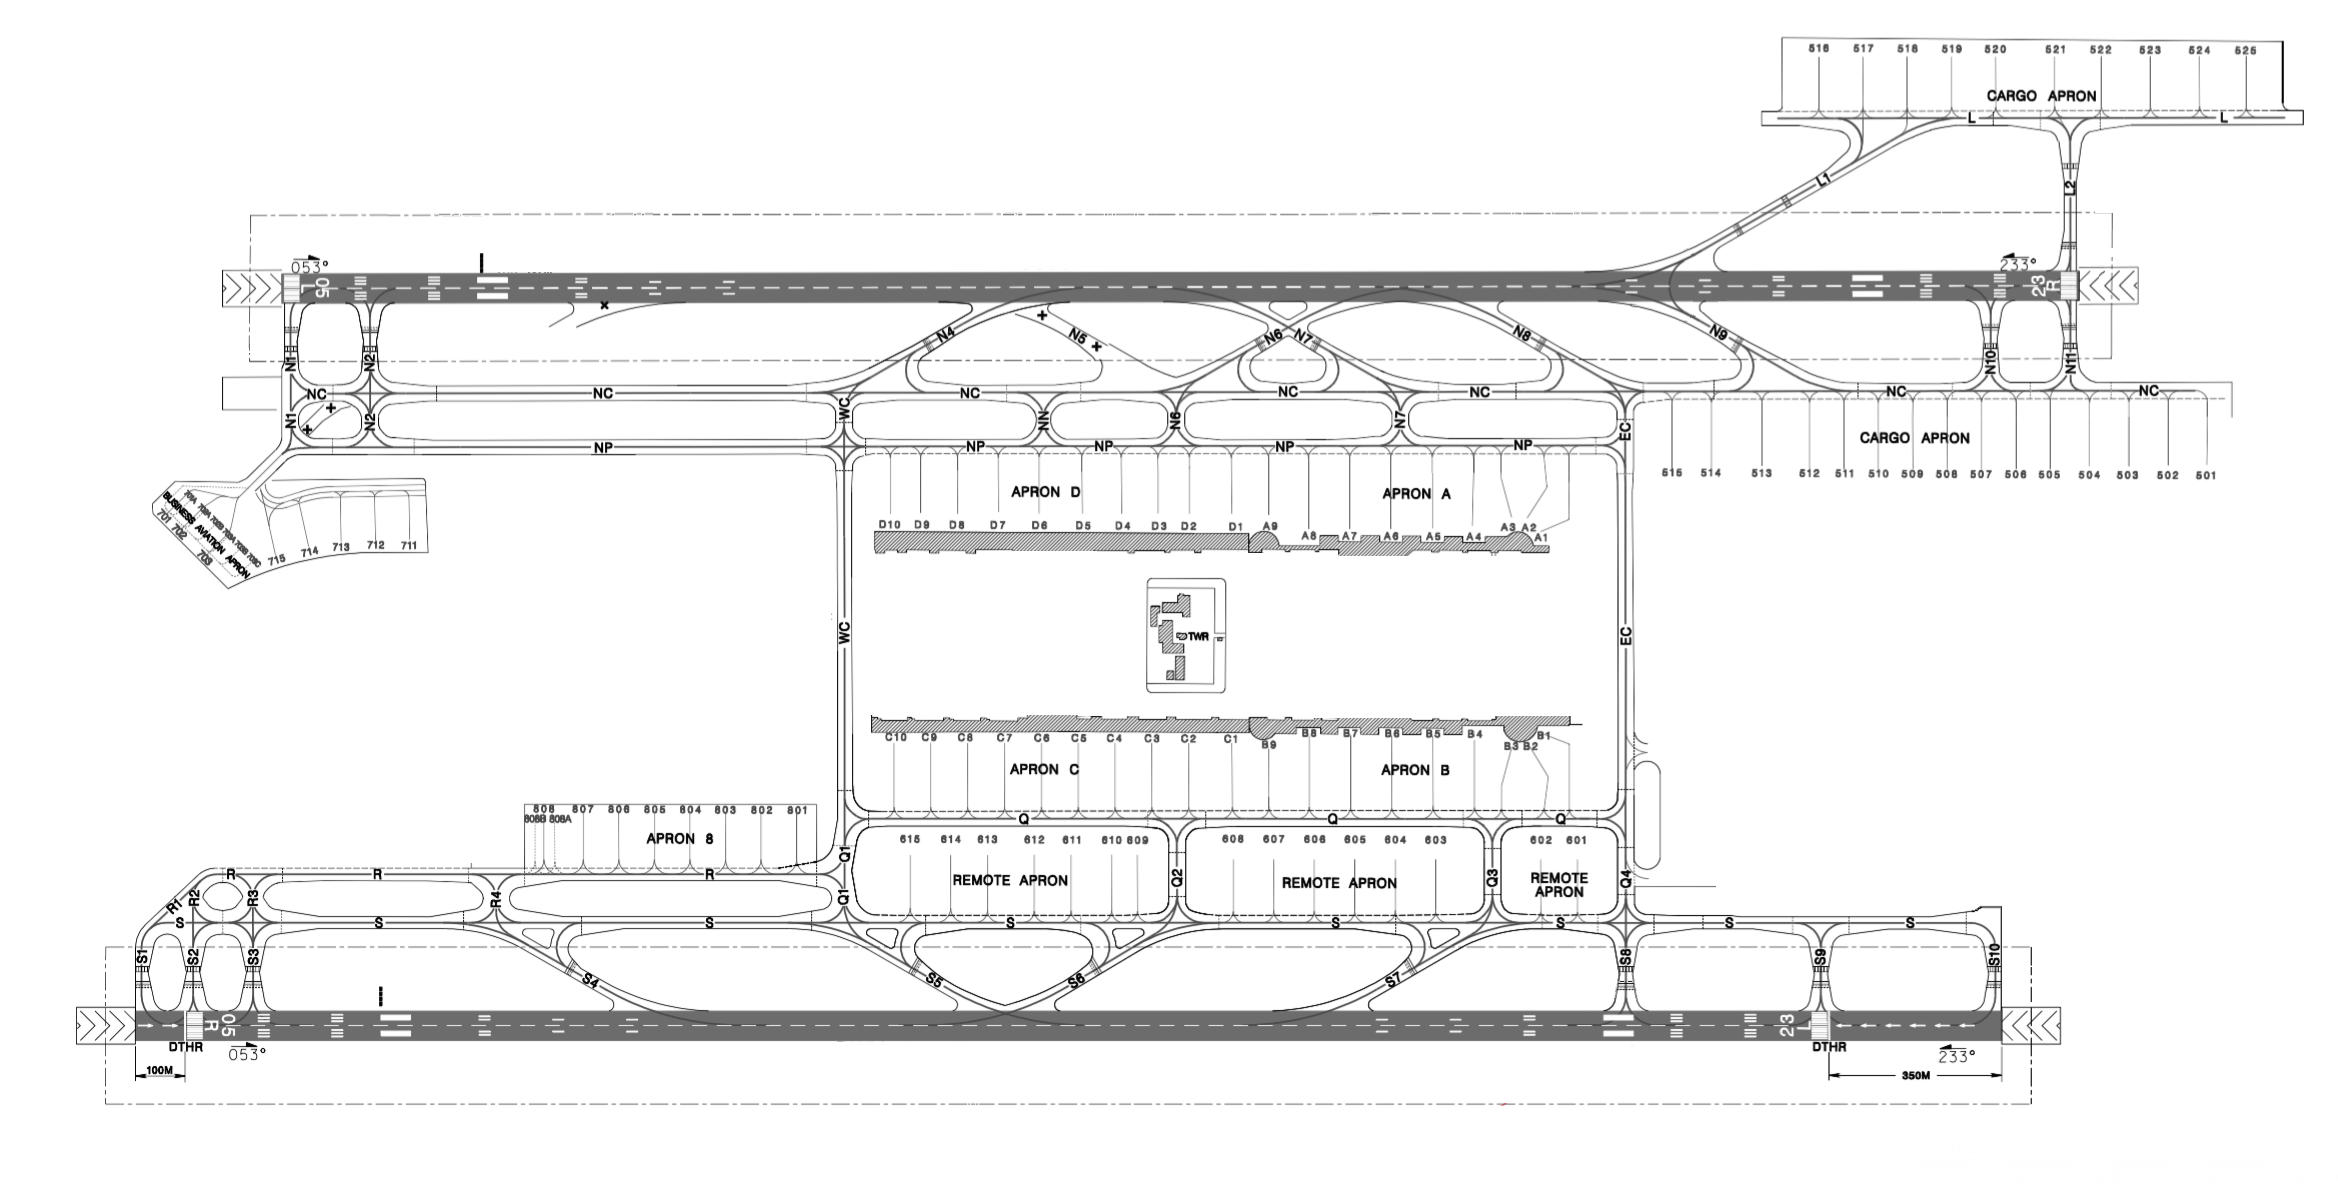 516 517 518 519 520 521 522 523 524 525
CARGO APRON
L L
L1
L2
053°
233°
05
L
23
R
N4
N5
N6
N7
N8
N9
N1
N2
N10
N11
NC NC NC NC NC NC NC
N1
N2
WC
NN
N6
N7
EC
NP NP NP NP NP
CARGO APRON
515 514 513 512 511 510 509 508 507 506 505 504 503 502 501
APRON D
APRON A
D10 D9 D8 D7 D6 D5 D4 D3 D2 D1 A9 A8 A7 A6 A5 A4 A3 A2 A1
BUSINESS AVIATION APRON
701 702 703
715 714 713 712 711
WC
TWR
EC
C10 C9 C8 C7 C6 C5 C4 C3 C2 C1 B9 B8 B7 B6 B5 B4 B3 B2 B1
APRON C
APRON B
808 807 806 805 804 803 802 801
808B 808A
APRON 8
Q Q Q
615 614 613 612 611 610 609 608 607 606 605 604 603 602 601
Q1
REMOTE APRON
REMOTE APRON
REMOTE
APRON
Q2
Q3
Q4
R R R
R1
R2
R3
R4
Q1
S S S S S S S S
S1
S2
S3
S4
S5
S6
S7
S8
S9
S10
05
R
23
L
DTHR
053°
DTHR
233°
100M
350M